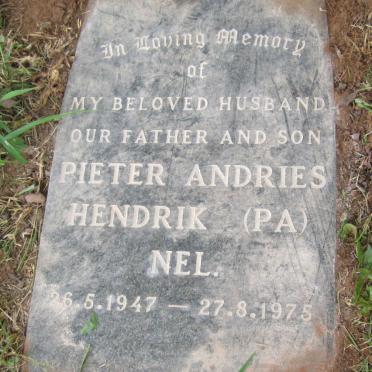 In Loving Memory
of
MY BELOVED HUSBAND
OUR FATHER AND SON
PIETER ANDRIES
HENDRIK (PA)
NEL.
26.5.1947 — 27.8.1975